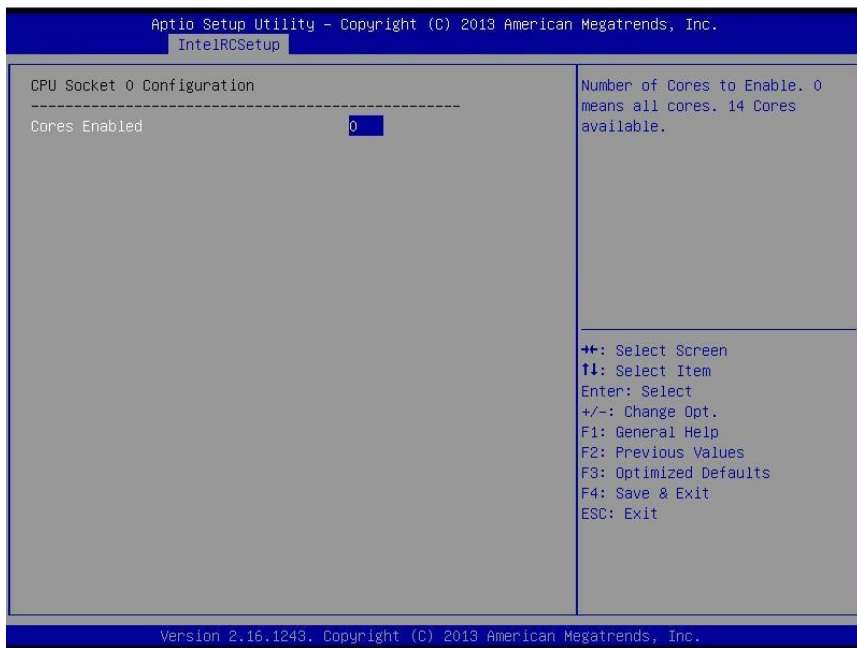 Aptio Setup Utility – Copyright (C) 2013 American Megatrends, Inc.
IntelRCSetup
CPU Socket 0 Configuration
--------------------------------------------------
Cores Enabled 0
Number of Cores to Enable. 0
means all cores. 14 Cores
available.
→←: Select Screen
↑↓: Select Item
Enter: Select
+/-: Change Opt.
F1: General Help
F2: Previous Values
F3: Optimized Defaults
F4: Save & Exit
ESC: Exit
Version 2.16.1243. Copyright (C) 2013 American Megatrends, Inc.